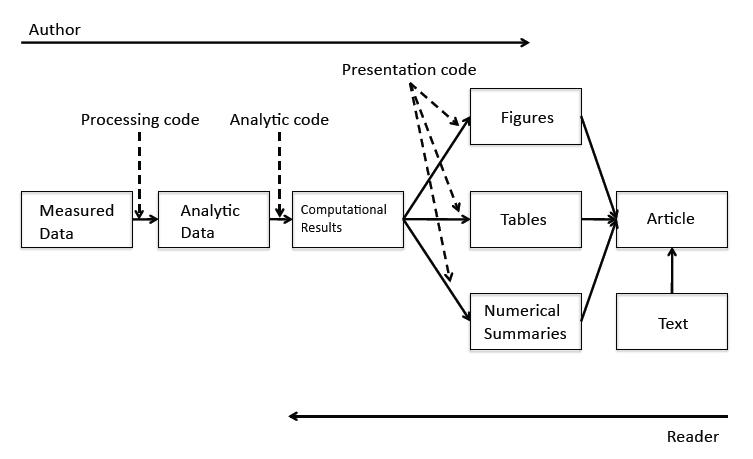 Author
Presentation code
Processing code
Analytic code
Figures
Measured
Data
Analytic
Data
Computational
Results
Tables
Article
Numerical
Summaries
Text
Reader